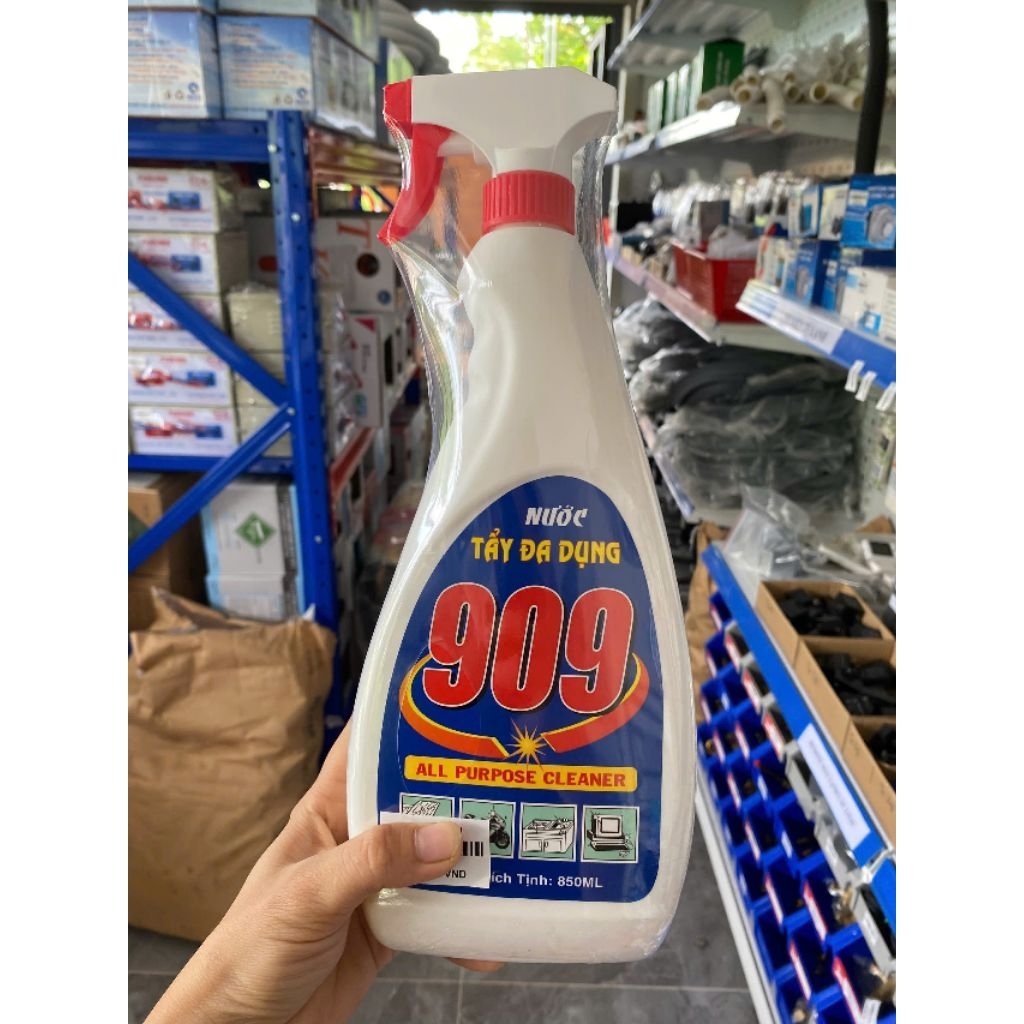 NƯỚC
TẨY ĐA DỤNG
909
ALL PURPOSE CLEANER
VND
ích Tịnh: 850ML